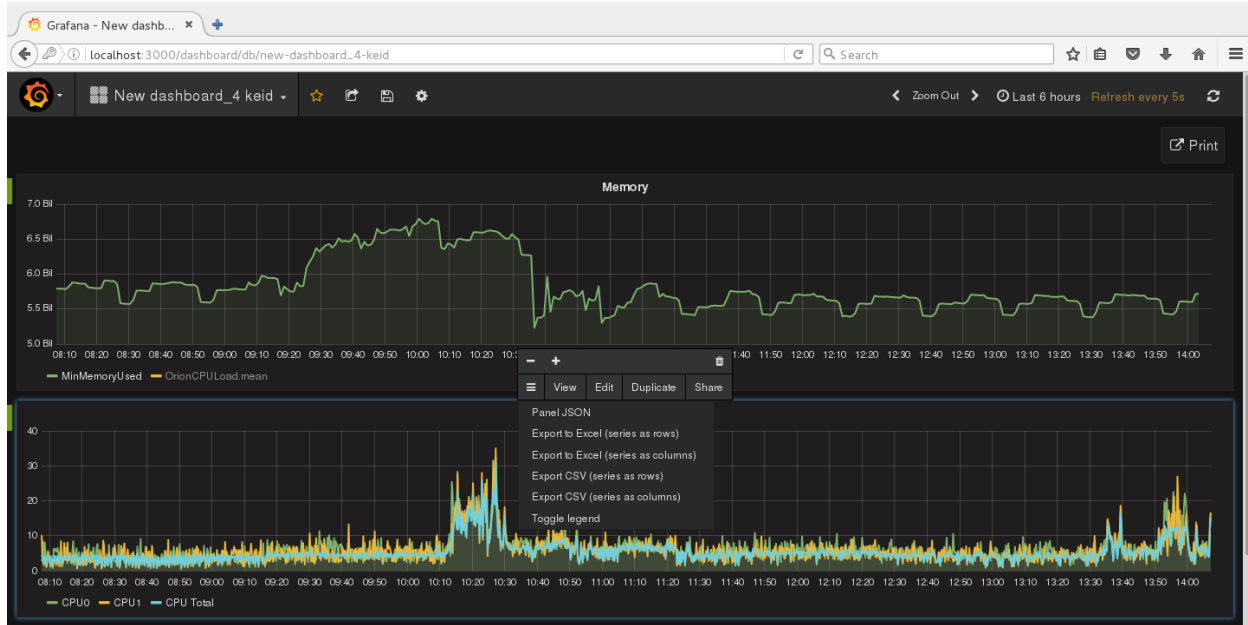 Grafana - New dashb...
localhost:3000/dashboard/db/new-dashboard_4-keid
Search
New dashboard_4 keid
Zoom Out Last 6 hours Refresh every 5s
Print
Memory
7.0 Bil
6.5 Bil
6.0 Bil
5.5 Bil
5.0 Bil
08:10 08:20 08:30 08:40 08:50 09:00 09:10 09:20 09:30 09:40 09:50 10:00 10:10 10:20 10:3 1:40 11:50 12:00 12:10 12:20 12:30 12:40 12:50 13:00 13:10 13:20 13:30 13:40 13:50 14:00
MinMemoryUsed OrionCPULoad.mean
View Edit Duplicate Share
Panel JSON
Export to Excel (series as rows)
Export to Excel (series as columns)
Export CSV (series as rows)
Export CSV (series as columns)
Toggle legend
40
30
20
10
0
08:10 08:20 08:30 08:40 08:50 09:00 09:10 09:20 09:30 09:40 09:50 10:00 10:10 10:20 10:30 10:40 10:50 11:00 11:10 11:20 11:30 11:40 11:50 12:00 12:10 12:20 12:30 12:40 12:50 13:00 13:10 13:20 13:30 13:40 13:50 14:00
CPU0 CPU1 CPU Total